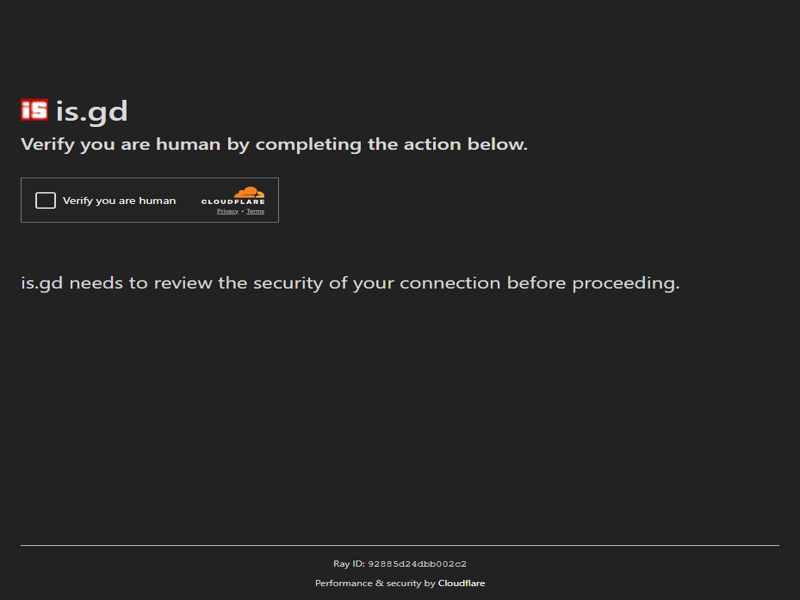 is is.gd
Verify you are human by completing the action below.
Verify you are human
CLOUDFLARE
Privacy • Terms
is.gd needs to review the security of your connection before proceeding.
Ray ID: 92885d24dbb002c2
Performance & security by Cloudflare